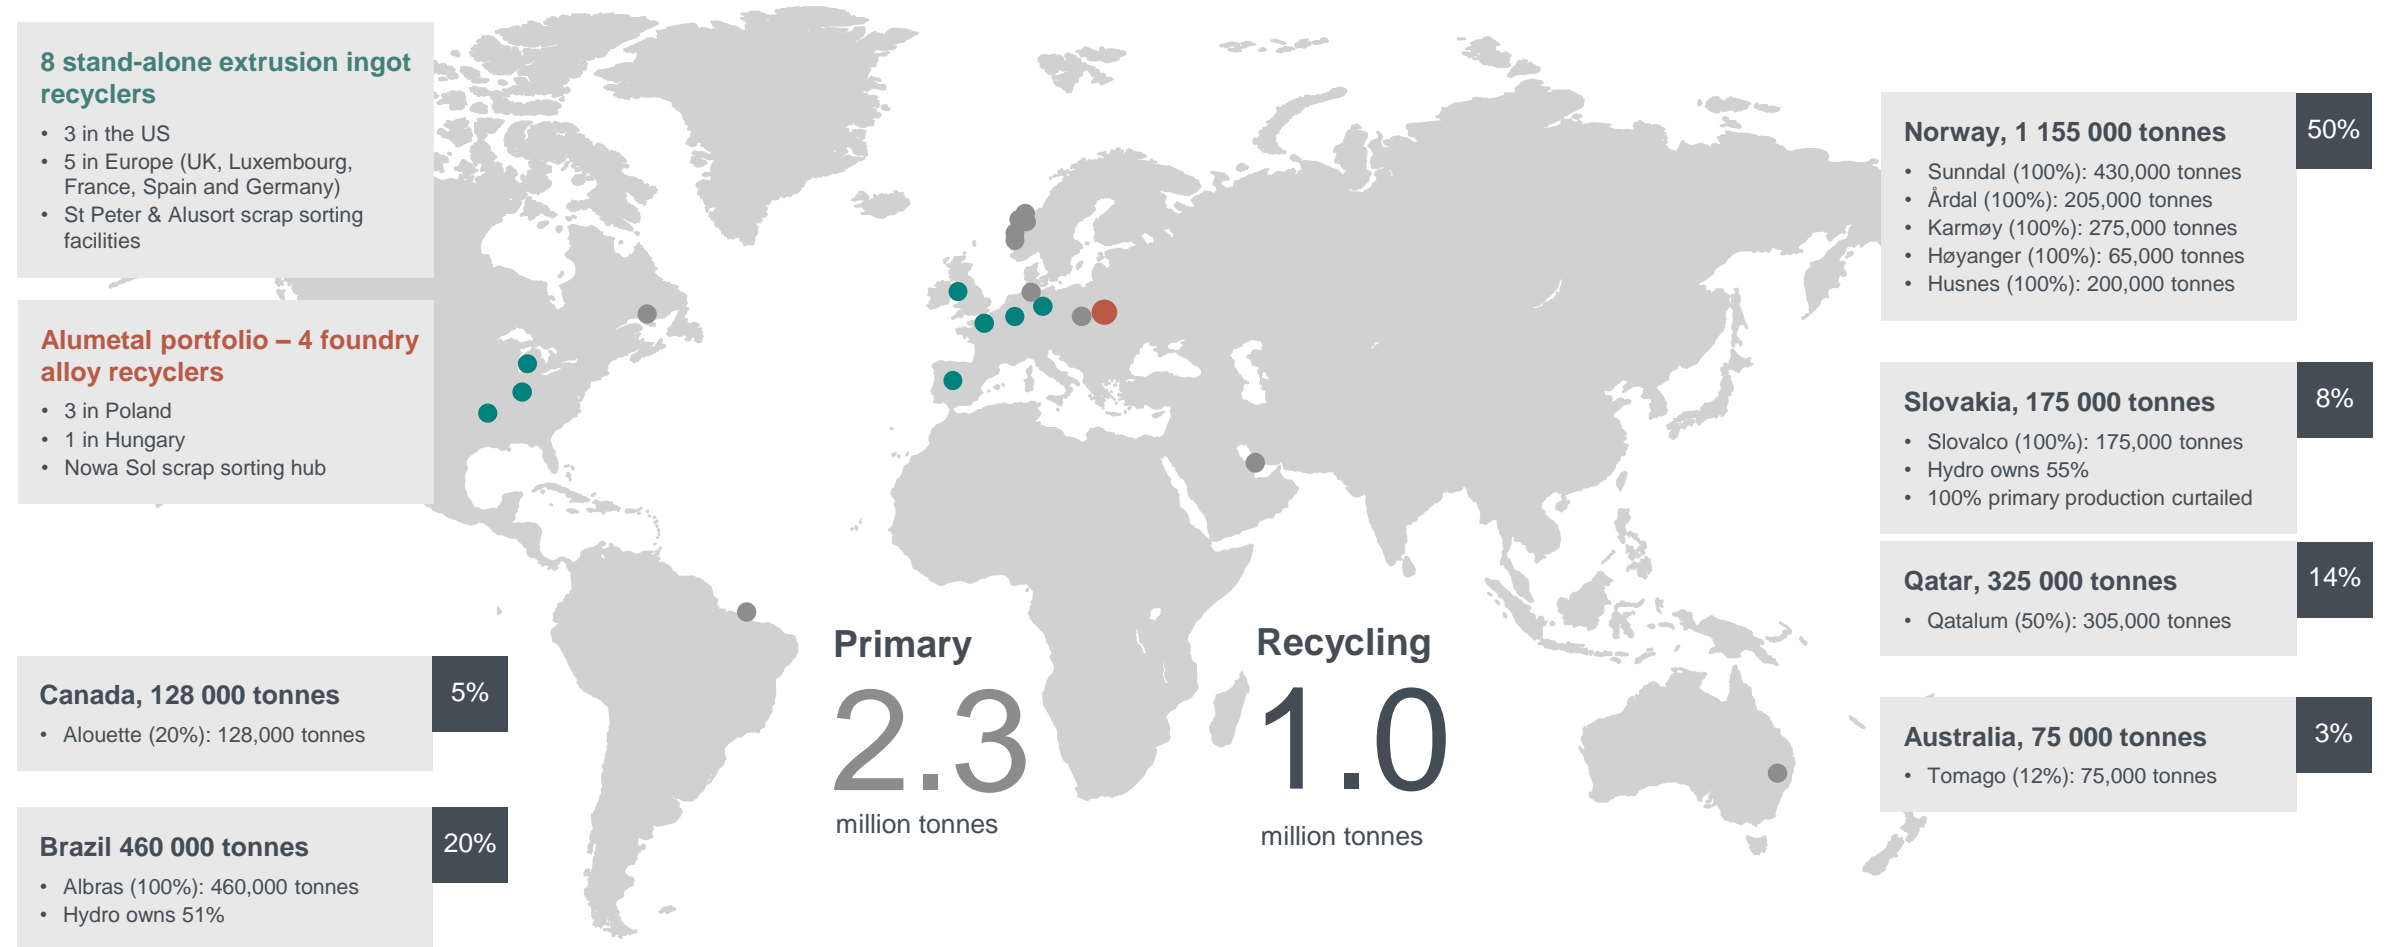 8 stand-alone extrusion ingot
recyclers
• 3 in the US
• 5 in Europe (UK, Luxembourg,
France, Spain and Germany)
• St Peter & Alusort scrap sorting
facilities
Alumetal portfolio – 4 foundry
alloy recyclers
• 3 in Poland
• 1 in Hungary
• Nowa Sol scrap sorting hub
Canada, 128 000 tonnes
5%
• Alouette (20%): 128,000 tonnes
Brazil 460 000 tonnes
20%
• Albras (100%): 460,000 tonnes
• Hydro owns 51%
Primary
2.3
million tonnes
Recycling
1.0
million tonnes
Norway, 1 155 000 tonnes
50%
• Sunndal (100%): 430,000 tonnes
• Årdal (100%): 205,000 tonnes
• Karmøy (100%): 275,000 tonnes
• Høyanger (100%): 65,000 tonnes
• Husnes (100%): 200,000 tonnes
Slovakia, 175 000 tonnes
8%
• Slovalco (100%): 175,000 tonnes
• Hydro owns 55%
• 100% primary production curtailed
Qatar, 325 000 tonnes
14%
• Qatalum (50%): 305,000 tonnes
Australia, 75 000 tonnes
3%
• Tomago (12%): 75,000 tonnes